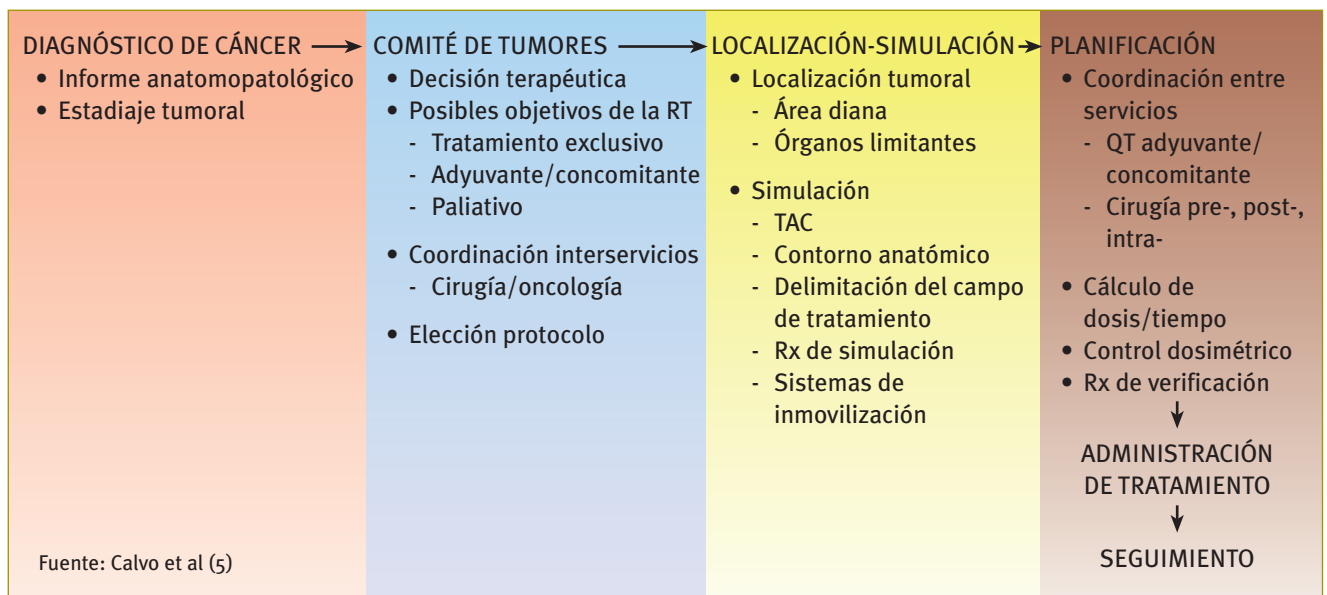 DIAGNÓSTICO DE CÁNCER
• Informe anatomopatológico
• Estadiaje tumoral
Fuente: Calvo et al (5)
COMITÉ DE TUMORES
• Decisión terapéutica
• Posibles objetivos de la RT
- Tratamiento exclusivo
- Adyuvante/concomitante
- Paliativo
• Coordinación interservicios
- Cirugía/oncología
• Elección protocolo
LOCALIZACIÓN-SIMULACIÓN
• Localización tumoral
- Área diana
- Órganos limitantes
• Simulación
- TAC
- Contorno anatómico
- Delimitación del campo
de tratamiento
- Rx de simulación
- Sistemas de
inmovilización
PLANIFICACIÓN
• Coordinación entre
servicios
- QT adyuvante/
concomitante
- Cirugía pre-, post-,
intra-
• Cálculo de
dosis/tiempo
• Control dosimétrico
• Rx de verificación
ADMINISTRACIÓN
DE TRATAMIENTO
SEGUIMIENTO